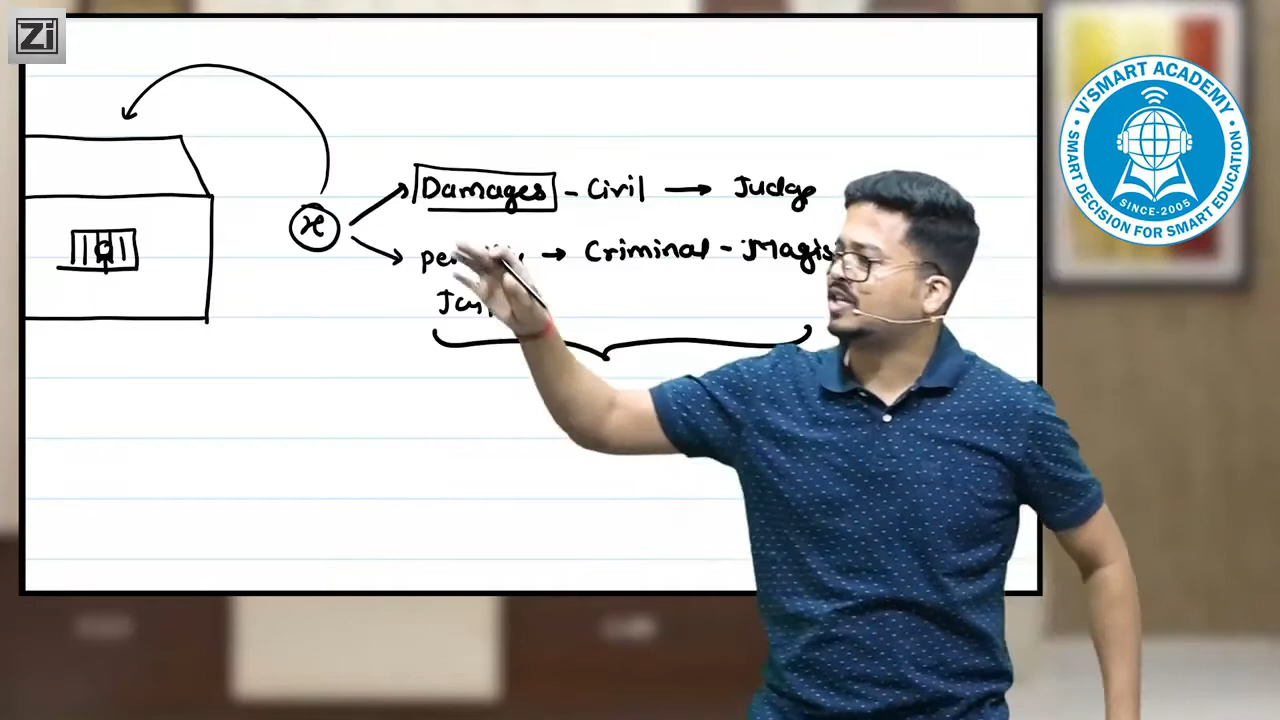 Zi
V'SMART ACADEMY
SMART DECISION FOR SMART EDUCATION
SINCE-2005
x
Damages - Civil → Judge
→ Criminal - Magis